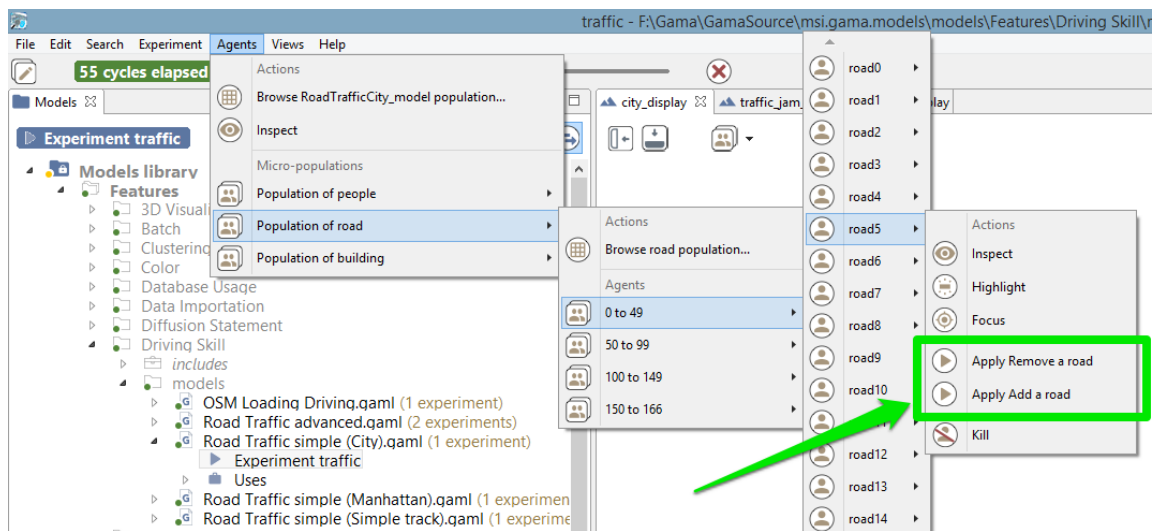 traffic - F:\Gama\GamaSource\msi.gama.models\models\Features\Driving Skill\
File Edit Search Experiment Agents Views Help
55 cycles elapsed
Models
city_display
traffic_jam_
lay
Experiment traffic
Models library
Features
3D Visuali
Batch
Clustering
Color
Database Usage
Data Importation
Diffusion Statement
Driving Skill
includes
models
OSM Loading Driving.gaml (1 experiment)
Road Traffic advanced.gaml (2 experiments)
Road Traffic simple (City).gaml (1 experiment)
Experiment traffic
Uses
Road Traffic simple (Manhattan).gaml (1 experimen
Road Traffic simple (Simple track).gaml (1 experime
Actions
Browse RoadTrafficCity_model population...
Inspect
Micro-populations
Population of people
Population of road
Population of building
Actions
Browse road population...
Agents
0 to 49
50 to 99
100 to 149
150 to 166
road0
road1
road2
road3
road4
road5
road6
road7
road8
road9
road10
road12
road13
road14
Actions
Inspect
Highlight
Focus
Apply Remove a road
Apply Add a road
Kill